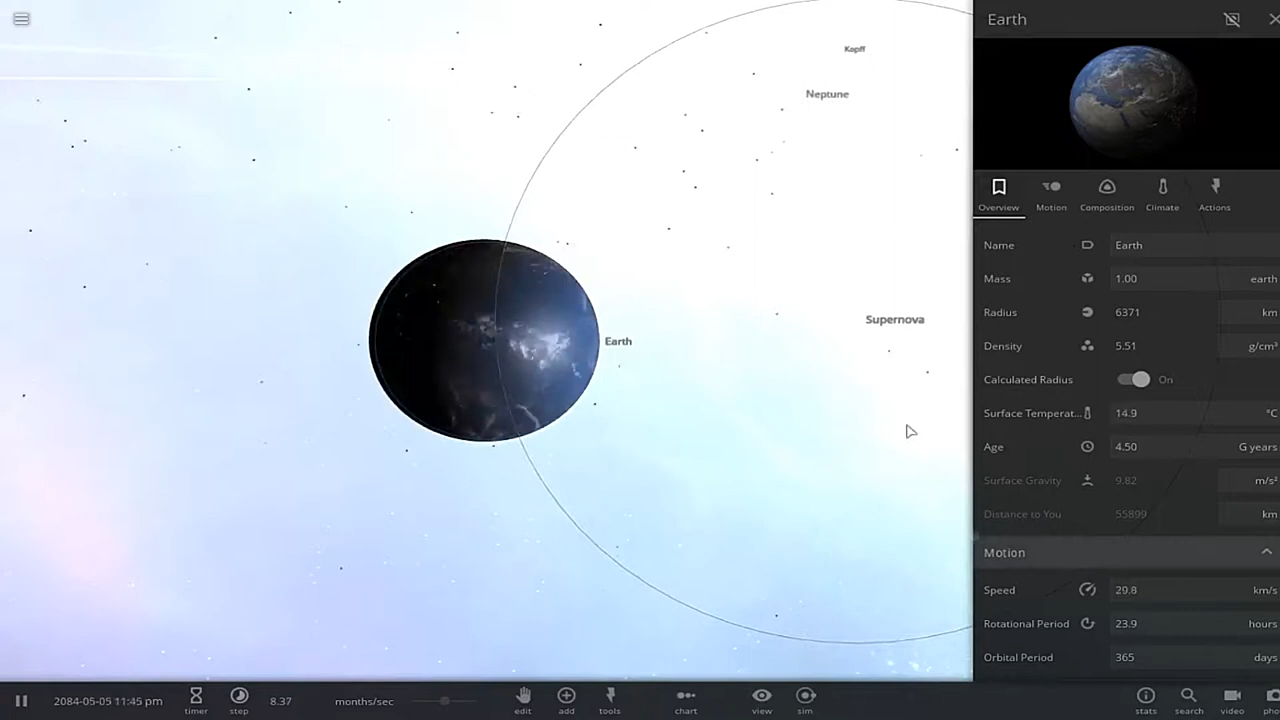 Earth
Kopff
Neptune
Supernova
Earth
Overview Motion Composition Climate Actions
Name Earth
Mass 1.00 earth
Radius 6371 km
Density 5.51 g/cm³
Calculated Radius On
Surface Temperat... 14.9 °C
Age 4.50 G years
Surface Gravity 9.82 m/s²
Distance to You 55899 km
Motion
Speed 29.8 km/s
Rotational Period 23.9 hours
Orbital Period 365 days
2084-05-05 11:45 pm timer step 8.37 months/sec edit add tools chart view sim stats search video pho